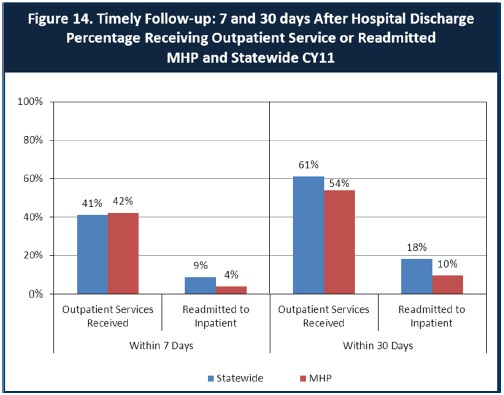 Figure 14. Timely Follow-up: 7 and 30 days After Hospital Discharge
Percentage Receiving Outpatient Service or Readmitted
MHP and Statewide CY11
100%
80%
60%
40%
20%
0%
41%
42%
9%
4%
61%
54%
18%
10%
Outpatient Services
Received
Readmitted to
Inpatient
Outpatient Services
Received
Readmitted to
Inpatient
Within 7 Days
Within 30 Days
Statewide
MHP